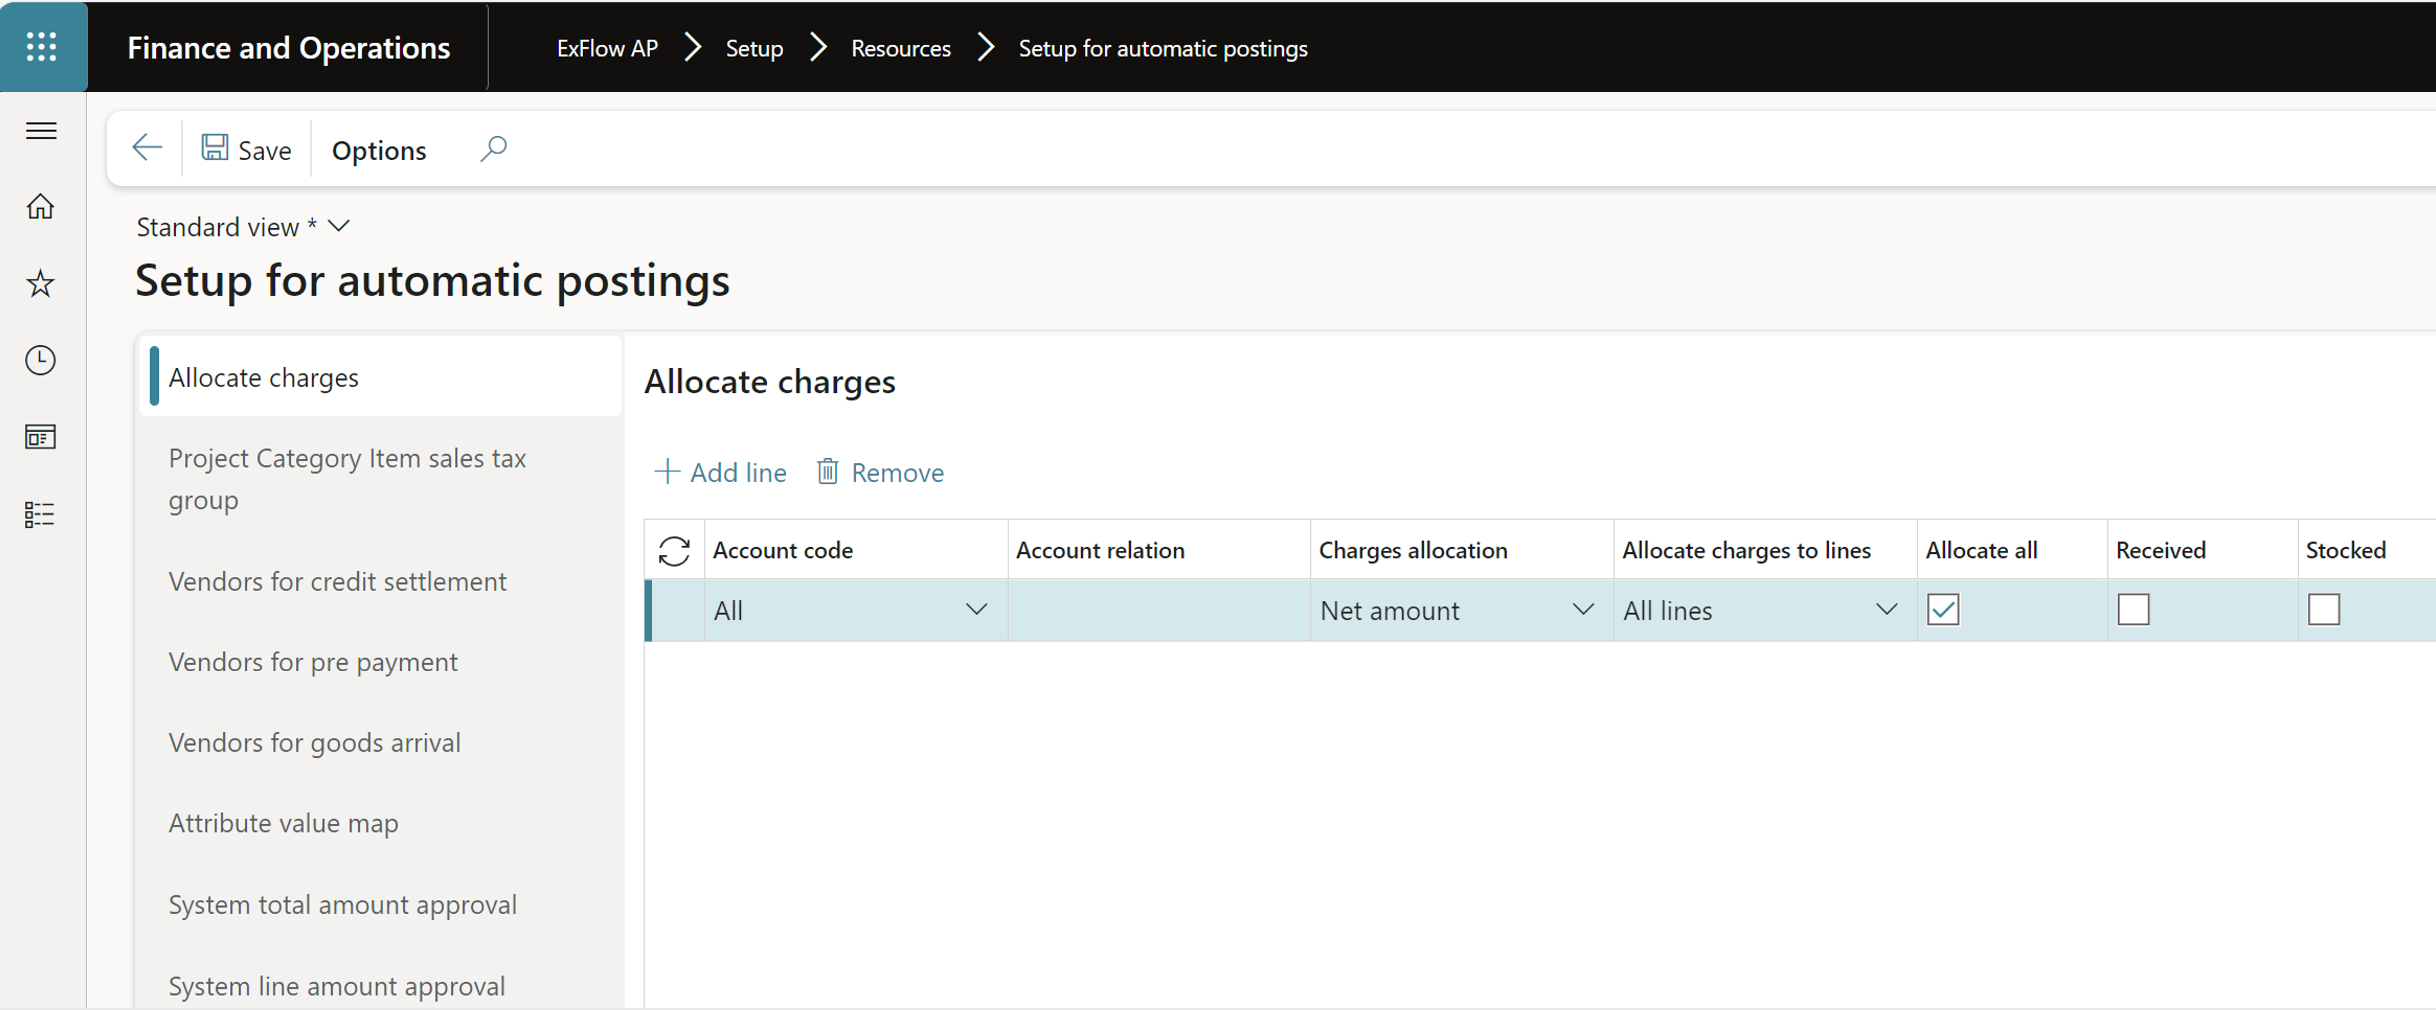 Finance and Operations
ExFlow AP > Setup > Resources > Setup for automatic postings
Save Options
Standard view *
Setup for automatic postings
Allocate charges
Project Category Item sales tax
group
Vendors for credit settlement
Vendors for pre payment
Vendors for goods arrival
Attribute value map
System total amount approval
System line amount approval
Allocate charges
Add line Remove
Account code Account relation Charges allocation Allocate charges to lines Allocate all Received Stocked
All Net amount All lines